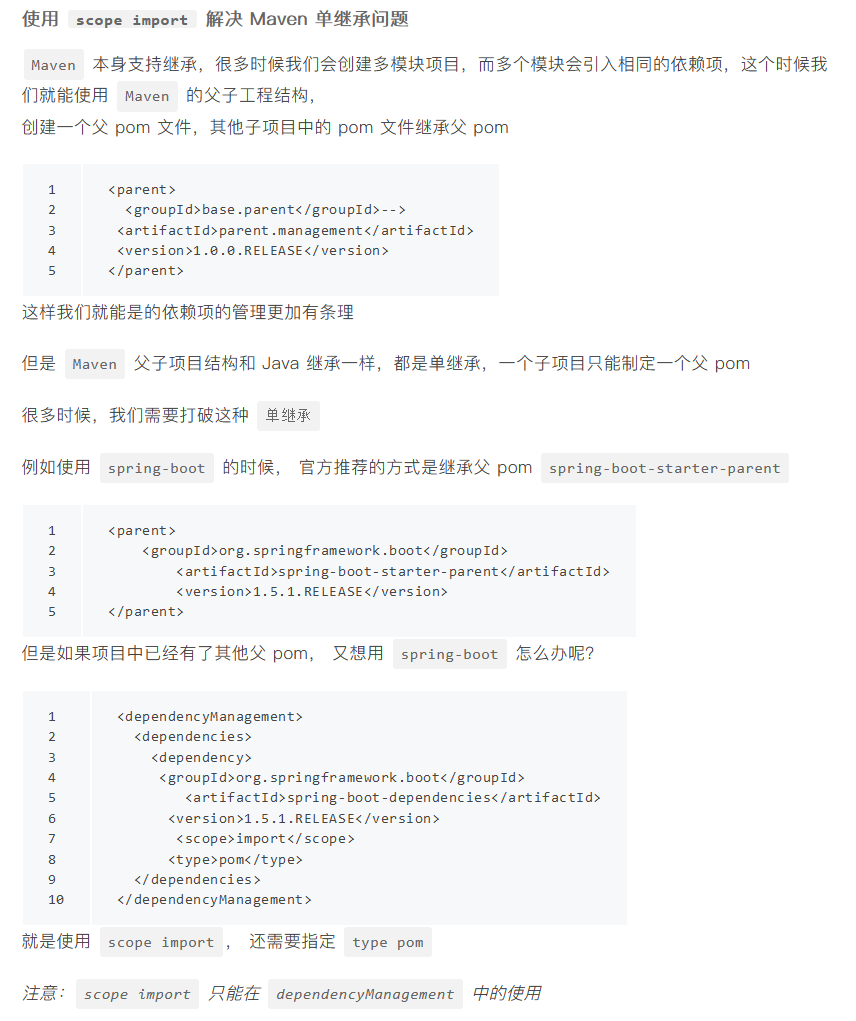 使用 scope import 解决 Maven 单继承问题
Maven 本身支持继承，很多时候我们会创建多模块项目，而多个模块会引入相同的依赖项，这个时候我
们就能使用 Maven 的父子工程结构，
创建一个父 pom 文件，其他子项目中的 pom 文件继承父 pom
1 <parent>
2 <groupId>base.parent</groupId>-->
3 <artifactId>parent.management</artifactId>
4 <version>1.0.0.RELEASE</version>
5 </parent>
这样我们就能是的依赖项的管理更加有条理
但是 Maven 父子项目结构和 Java 继承一样，都是单继承，一个子项目只能制定一个父 pom
很多时候，我们需要打破这种 单继承
例如使用 spring-boot 的时候， 官方推荐的方式是继承父 pom spring-boot-starter-parent
1 <parent>
2 <groupId>org.springframework.boot</groupId>
3 <artifactId>spring-boot-starter-parent</artifactId>
4 <version>1.5.1.RELEASE</version>
5 </parent>
但是如果项目中已经有了其他父 pom， 又想用 spring-boot 怎么办呢？
1 <dependencyManagement>
2 <dependencies>
3 <dependency>
4 <groupId>org.springframework.boot</groupId>
5 <artifactId>spring-boot-dependencies</artifactId>
6 <version>1.5.1.RELEASE</version>
7 <scope>import</scope>
8 <type>pom</type>
9 </dependencies>
10 </dependencyManagement>
就是使用 scope import ， 还需要指定 type pom
注意： scope import 只能在 dependencyManagement 中的使用